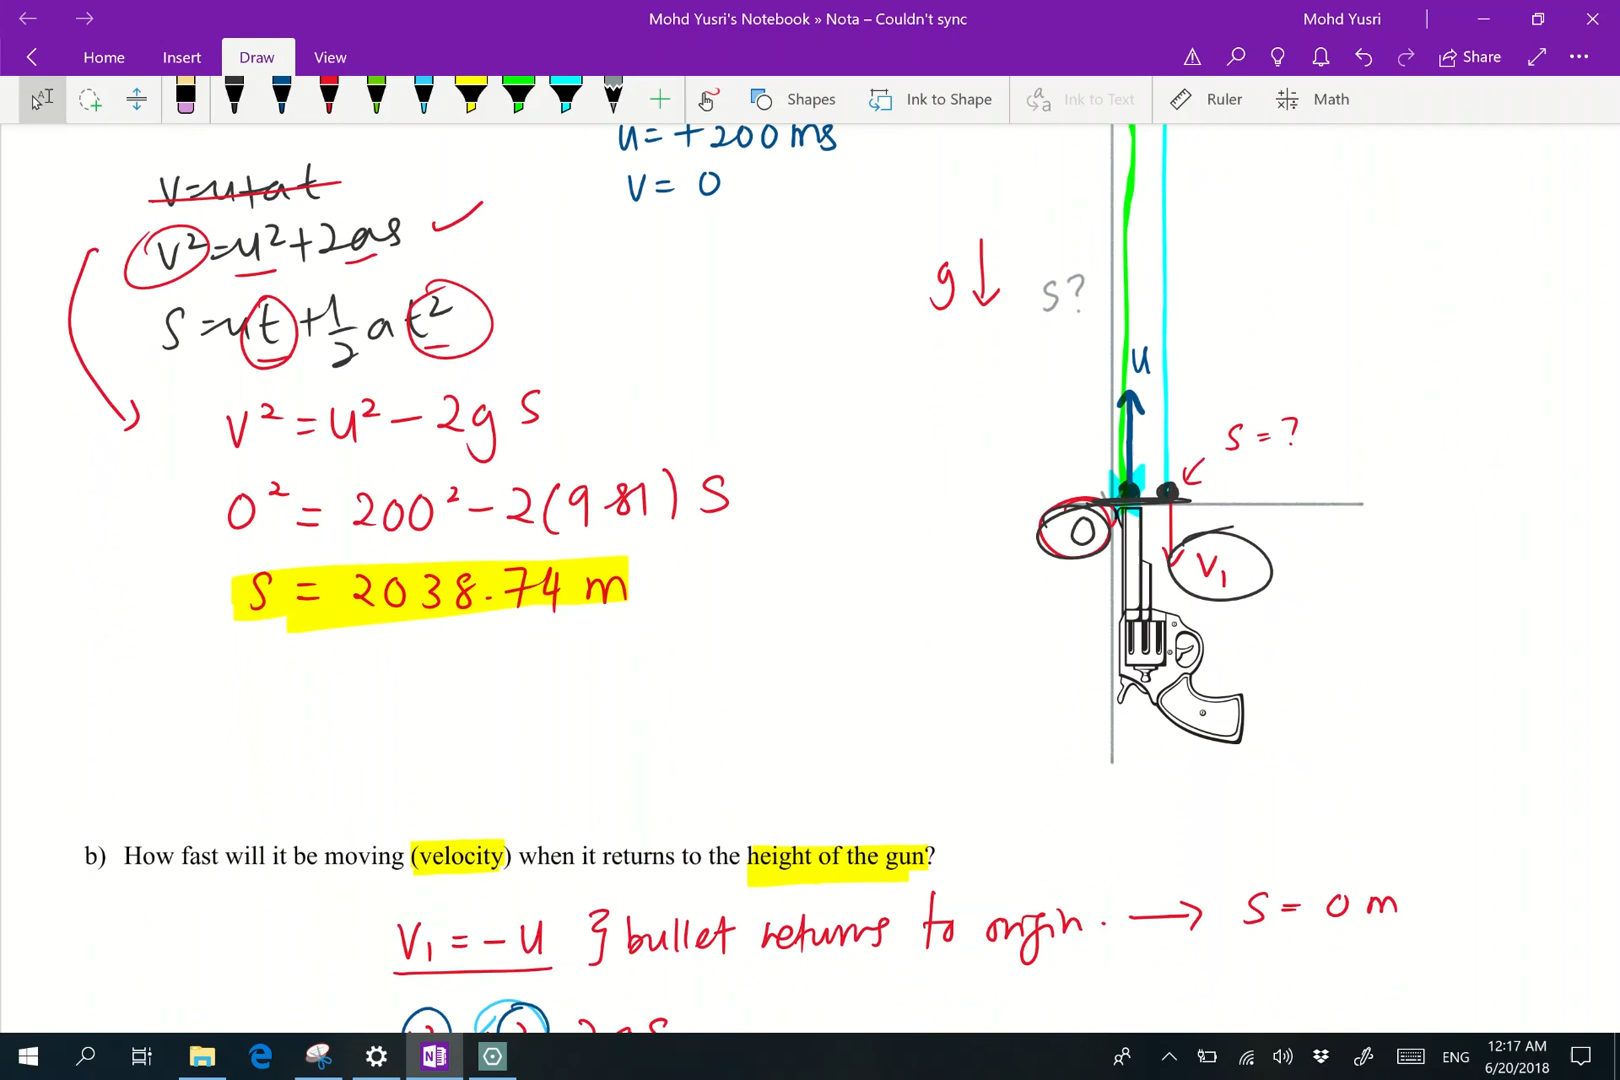 Mohd Yusri's Notebook » Nota – Couldn't sync
Mohd Yusri
Home Insert Draw View
Share
Shapes Ink to Shape Ink to Text Ruler Math
u = +200 ms
v = 0
v=u+at
v²=u²+2as
s=ut+1/2 at²
v² = u² – 2g s
0² = 200² – 2(9.81) s
s = 2038.74 m
g ↓ s?
u
s = ?
0
v₁
b) How fast will it be moving (velocity) when it returns to the height of the gun?
v₁ = – u } bullet returns to origin. → s = 0 m
ENG
12:17 AM
6/20/2018